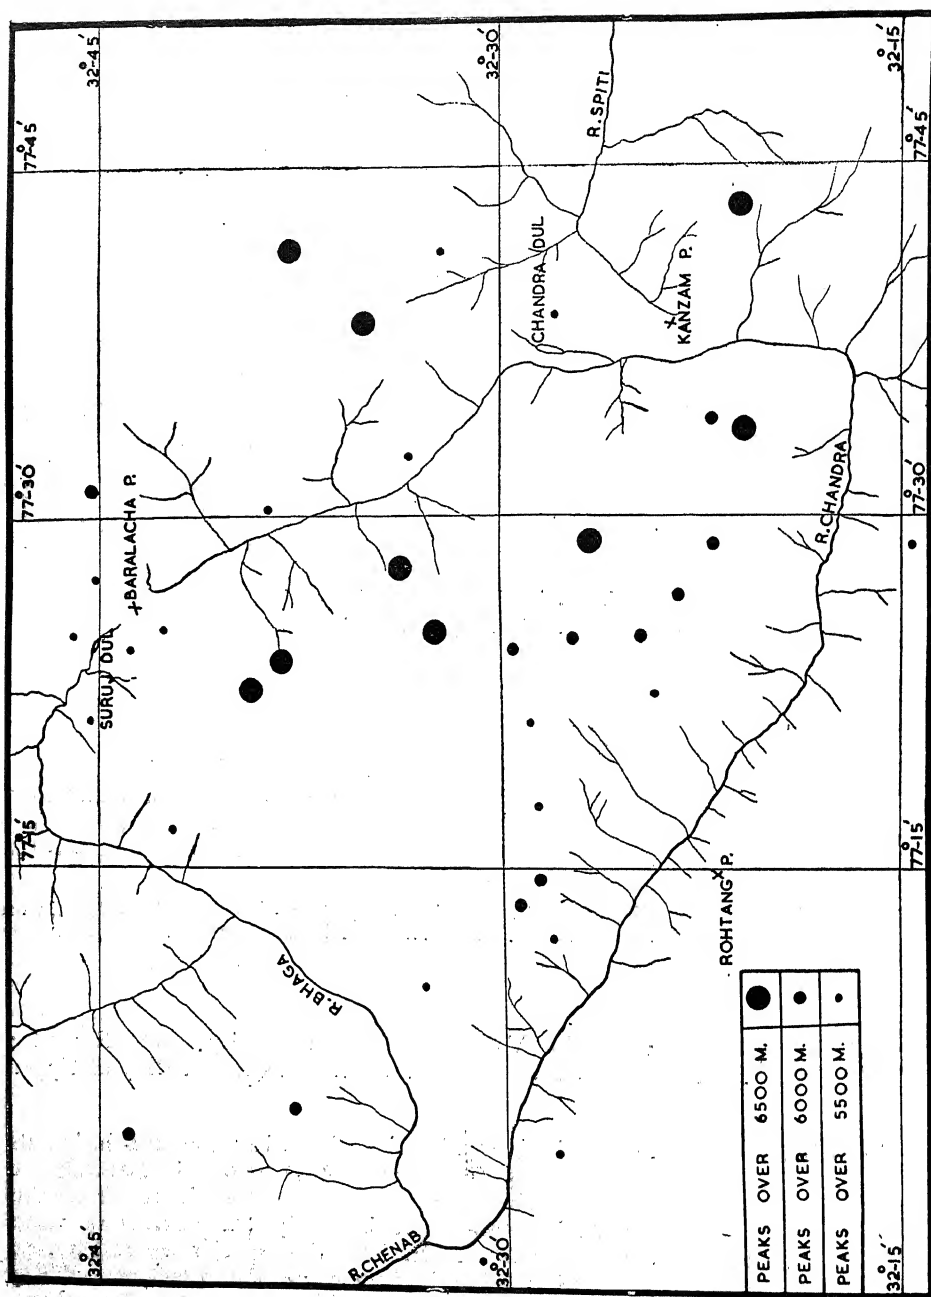 32°-45'
32°-30'
32°-15'
77°-45'
77°-45'
R. SPITI
CHANDRA DUL
KANZAM P.
77°-30'
77°-30'
BARALACHA P.
R. CHANDRA
SURUJ DUL
77°-15'
77°-15'
ROHTANG P.
R. BHAGA
R. CHENAB
32°-45'
32°-30'
32°-15'
PEAKS OVER 6500 M.
PEAKS OVER 6000 M.
PEAKS OVER 5500 M.